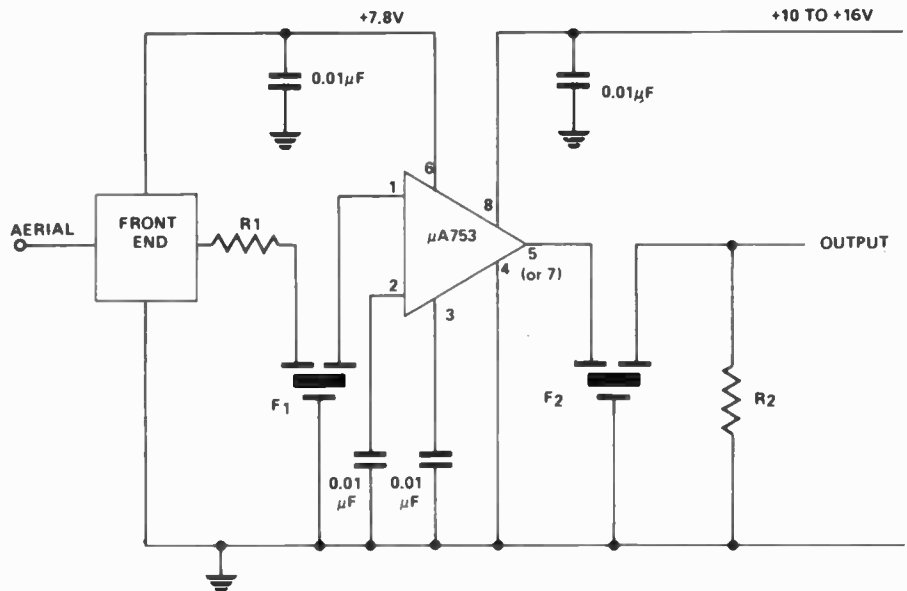 +7.8V
+10 TO +16V
0.01µF
0.01µF
6
1
8
AERIAL
FRONT
END
R1
µA753
OUTPUT
5
4
(or 7)
2
3
F1
F2
R2
0.01
µF
0.01
µF